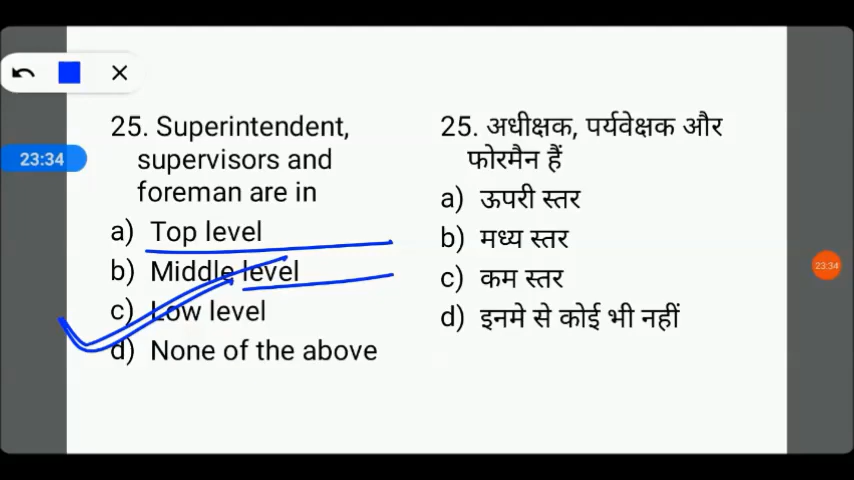 25. Superintendent,
supervisors and
foreman are in
a) Top level
b) Middle level
c) Low level
d) None of the above
25. अधीक्षक, पर्यवेक्षक और
फोरमैन हैं
a) ऊपरी स्तर
b) मध्य स्तर
c) कम स्तर
d) इनमे से कोई भी नहीं
23:34
23:34